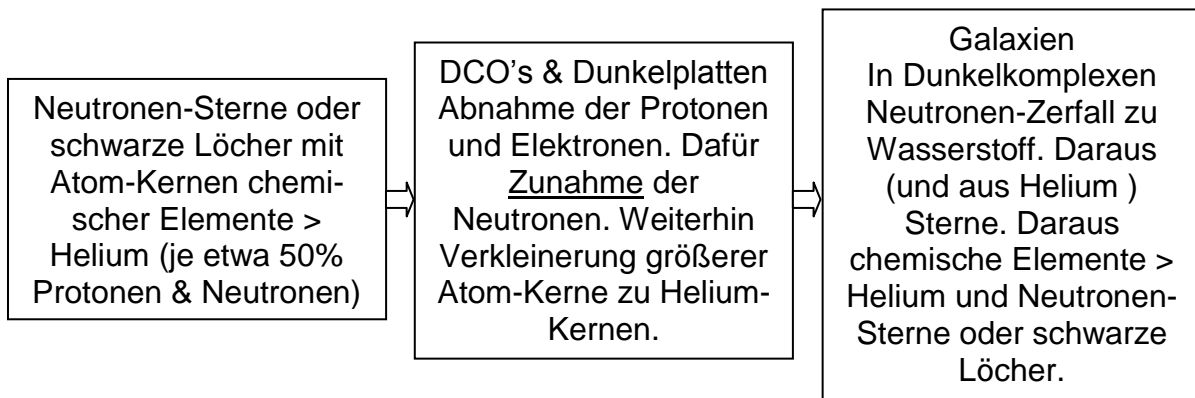 Neutronen-Sterne oder
schwarze Löcher mit
Atom-Kernen chemi-
scher Elemente >
Helium (je etwa 50%
Protonen & Neutronen)
DCO’s & Dunkelplatten
Abnahme der Protonen
und Elektronen. Dafür
Zunahme der
Neutronen. Weiterhin
Verkleinerung größerer
Atom-Kerne zu Helium-
Kernen.
Galaxien
In Dunkelkomplexen
Neutronen-Zerfall zu
Wasserstoff. Daraus
(und aus Helium )
Sterne. Daraus
chemische Elemente >
Helium und Neutronen-
Sterne oder schwarze
Löcher.